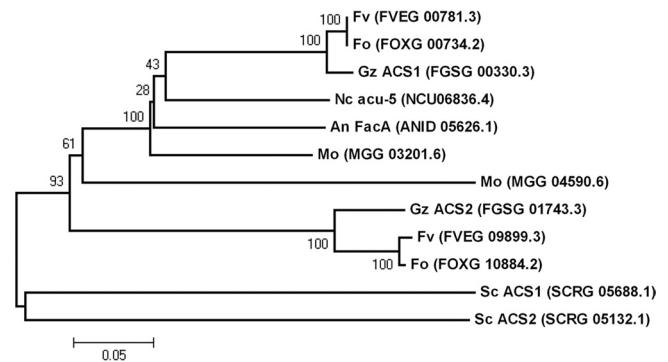 100
Fv (FVEG 00781.3)
100
Fo (FOXG 00734.2)
Gz ACS1 (FGSG 00330.3)
43
28
Nc acu-5 (NCU06836.4)
100
An FacA (ANID 05626.1)
61
Mo (MGG 03201.6)
93
Mo (MGG 04590.6)
Gz ACS2 (FGSG 01743.3)
100
Fv (FVEG 09899.3)
100
Fo (FOXG 10884.2)
Sc ACS1 (SCRG 05688.1)
Sc ACS2 (SCRG 05132.1)
0.05